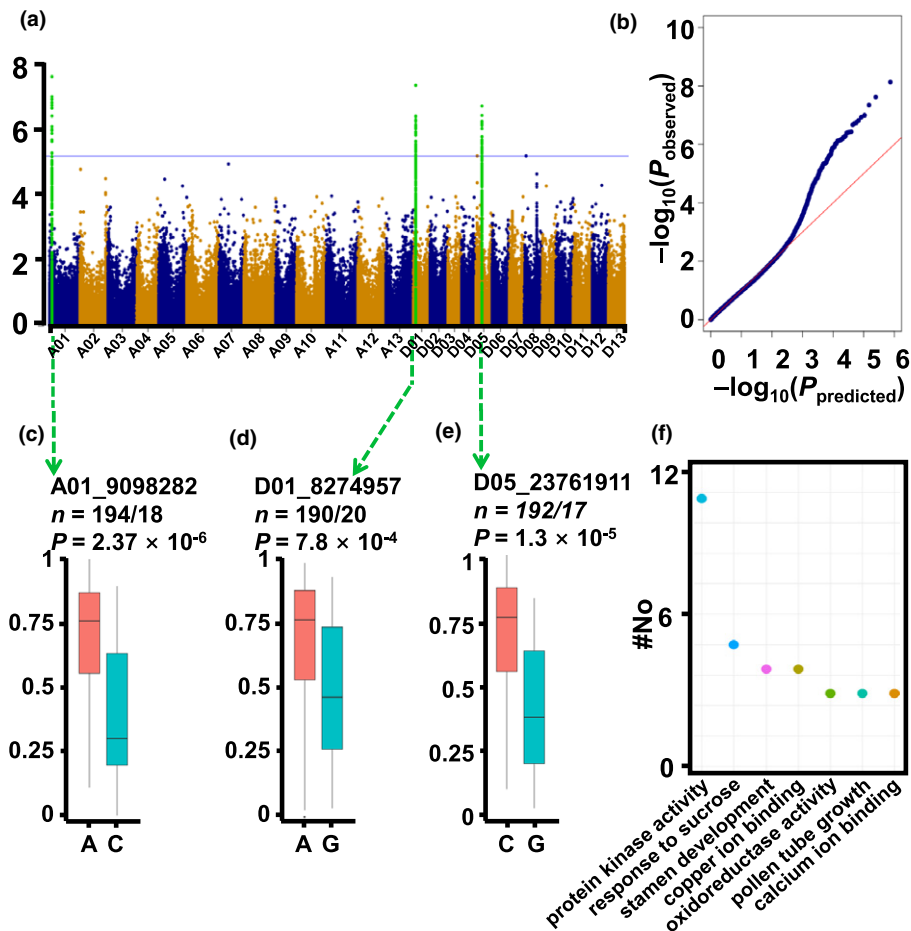 (a)
8
6
4
2
0
A01 A02 A03 A04 A05 A06 A07 A08 A09 A10 A11 A12 A13 D01 D02 D03 D04 D05 D06 D07 D08 D09 D10 D11 D12 D13
(b)
10
8
6
4
2
0
−log10(Pobserved)
0 1 2 3 4 5 6
−log10(Ppredicted)
(c)
A01_9098282
n = 194/18
P = 2.37 × 10-6
1
0.75
0.5
0.25
0
A C
(d)
D01_8274957
n = 190/20
P = 7.8 × 10-4
1
0.75
0.5
0.25
0
A G
(e)
D05_23761911
n = 192/17
P = 1.3 × 10-5
1
0.75
0.5
0.25
0
C G
(f)
12
6
0
#No
protein kinase activity
response to sucrose
stamen development
copper ion binding
oxidoreductase activity
pollen tube growth
calcium ion binding